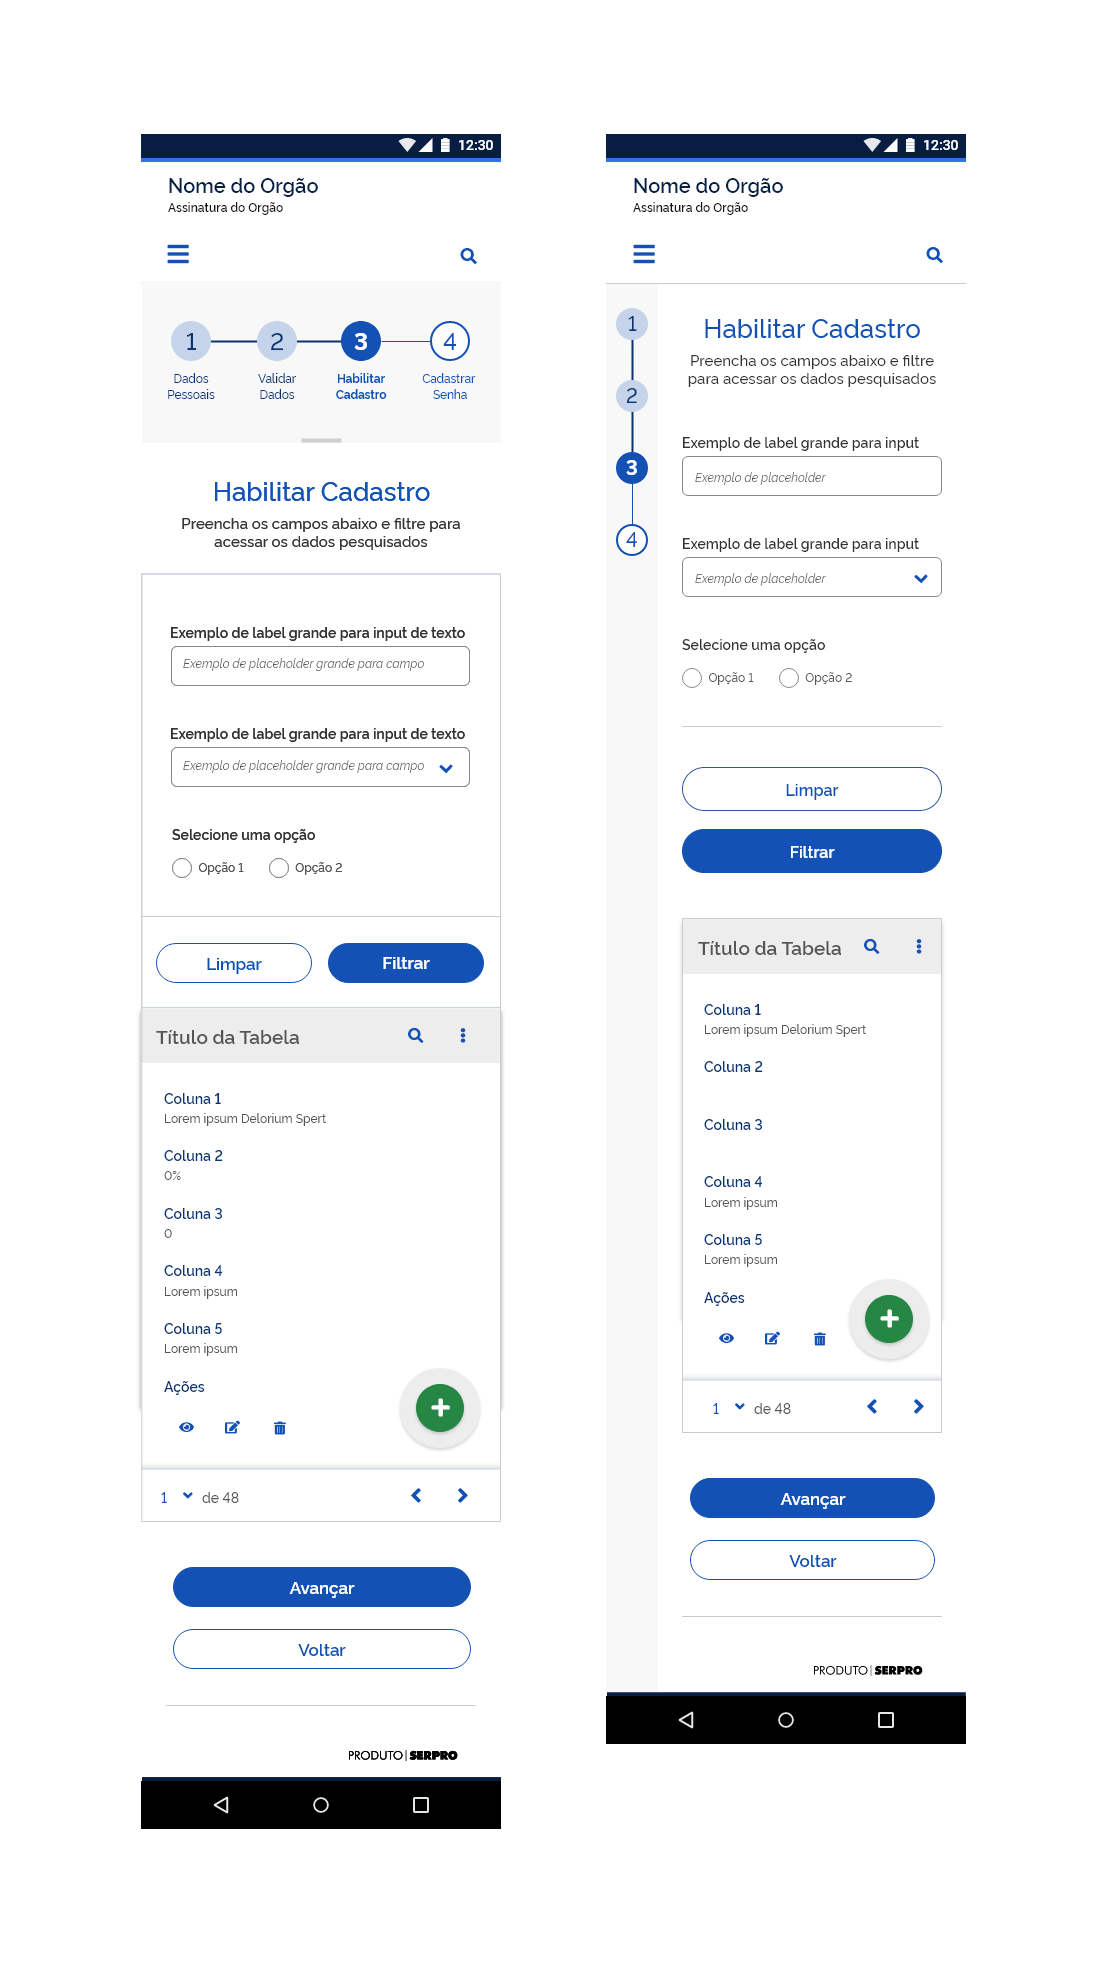 12:30
Nome do Orgão
Assinatura do Orgão
1
2
3
4
Dados
Pessoais
Validar
Dados
Habilitar
Cadastro
Cadastrar
Senha
Habilitar Cadastro
Preencha os campos abaixo e filtre para
acessar os dados pesquisados
Exemplo de label grande para input de texto
Exemplo de placeholder grande para campo
Exemplo de label grande para input de texto
Exemplo de placeholder grande para campo
Selecione uma opção
Opção 1
Opção 2
Limpar
Filtrar
Título da Tabela
Coluna 1
Lorem ipsum Delorium Spert
Coluna 2
0%
Coluna 3
0
Coluna 4
Lorem ipsum
Coluna 5
Lorem ipsum
Ações
1
de 48
Avançar
Voltar
PRODUTO|SERPRO
12:30
Nome do Orgão
Assinatura do Orgão
1
2
3
4
Habilitar Cadastro
Preencha os campos abaixo e filtre
para acessar os dados pesquisados
Exemplo de label grande para input
Exemplo de placeholder
Exemplo de label grande para input
Exemplo de placeholder
Selecione uma opção
Opção 1
Opção 2
Limpar
Filtrar
Título da Tabela
Coluna 1
Lorem ipsum Delorium Spert
Coluna 2
Coluna 3
Coluna 4
Lorem ipsum
Coluna 5
Lorem ipsum
Ações
1
de 48
Avançar
Voltar
PRODUTO|SERPRO